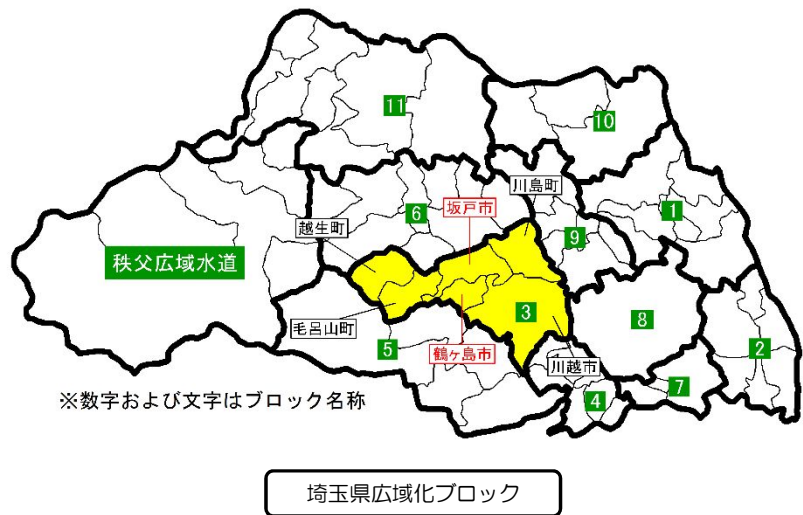 11
10
川島町
坂戸市
6
1
越生町
9
秩父広域水道
3
8
毛呂山町
5
鶴ヶ島市
川越市
2
7
4
※数字および文字はブロック名称
埼玉県広域化ブロック